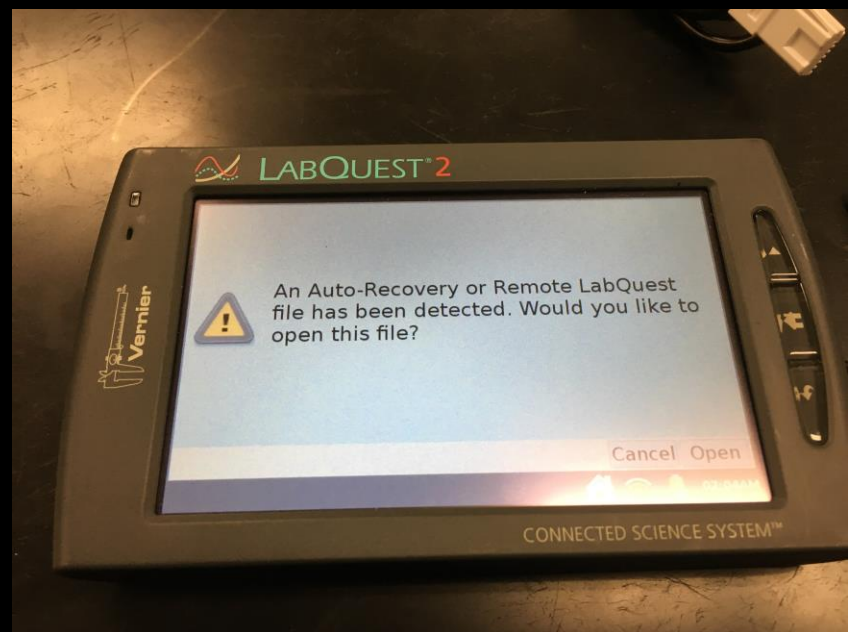 LABQUEST® 2
Vernier
An Auto-Recovery or Remote LabQuest
file has been detected. Would you like to
open this file?
Cancel Open
CONNECTED SCIENCE SYSTEM™